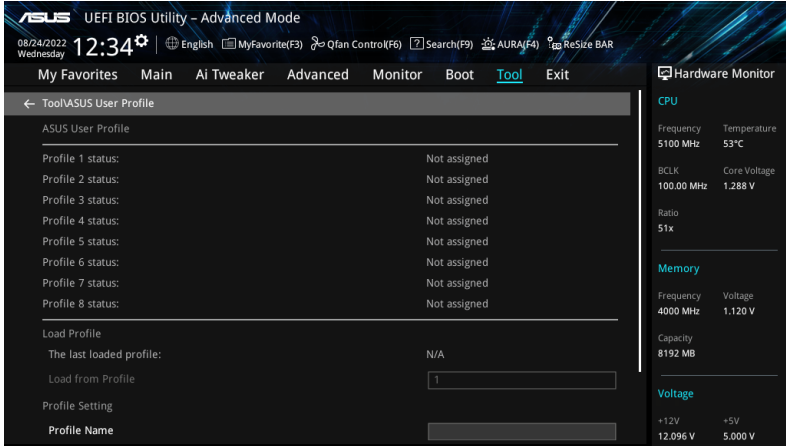 ASUS UEFI BIOS Utility – Advanced Mode
08/24/2022 Wednesday 12:34 English MyFavorite(F3) Qfan Control(F6) ? Search(F9) AURA(F4) ReSize BAR
My Favorites Main Ai Tweaker Advanced Monitor Boot Tool Exit
← Tool\ASUS User Profile
ASUS User Profile
Profile 1 status: Not assigned
Profile 2 status: Not assigned
Profile 3 status: Not assigned
Profile 4 status: Not assigned
Profile 5 status: Not assigned
Profile 6 status: Not assigned
Profile 7 status: Not assigned
Profile 8 status: Not assigned
Load Profile
The last loaded profile: N/A
Load from Profile 1
Profile Setting
Profile Name
Hardware Monitor
CPU
Frequency Temperature
5100 MHz 53°C
BCLK Core Voltage
100.00 MHz 1.288 V
Ratio
51x
Memory
Frequency Voltage
4000 MHz 1.120 V
Capacity
8192 MB
Voltage
+12V +5V
12.096 V 5.000 V